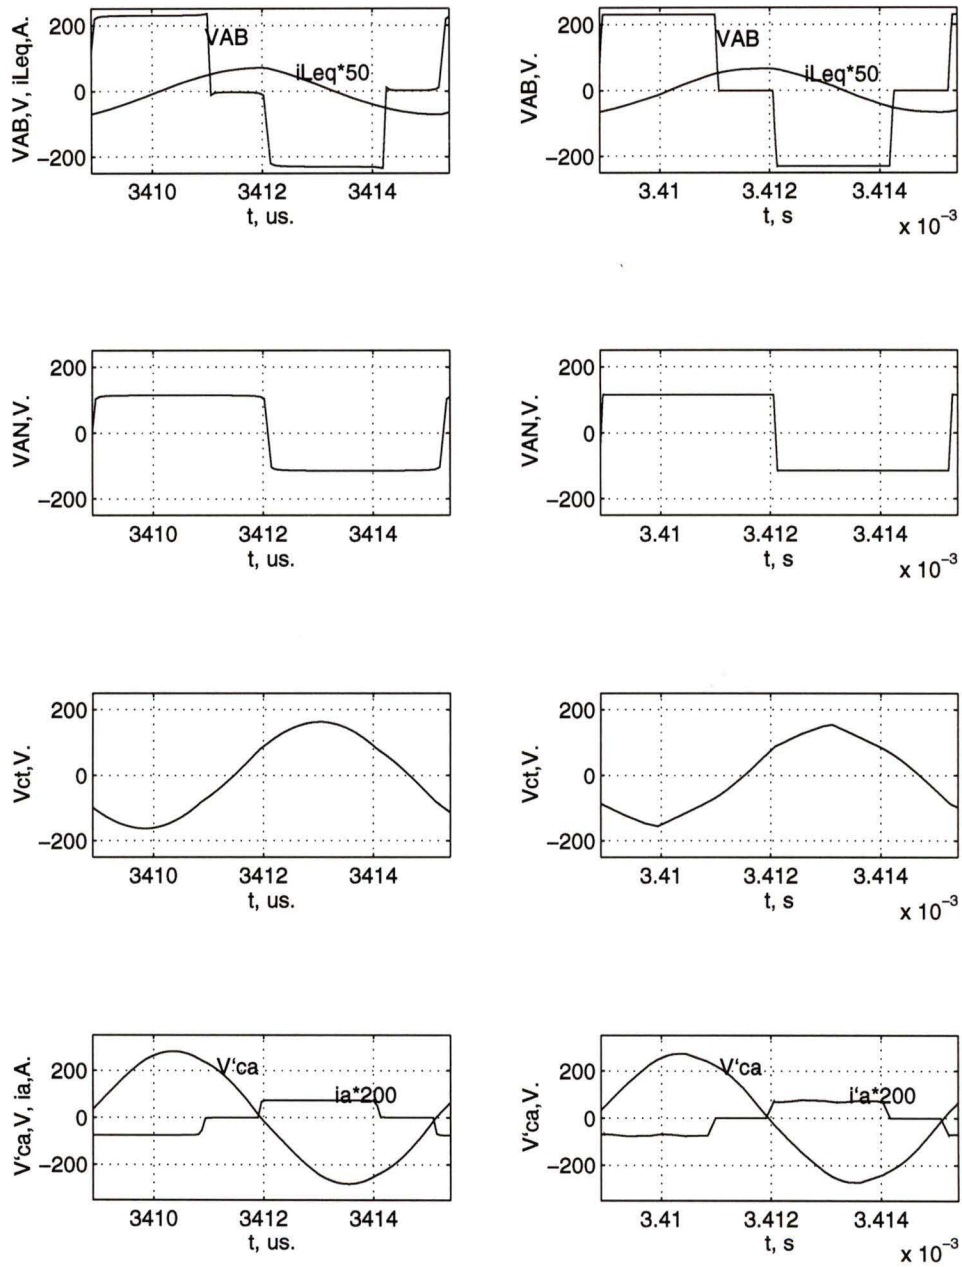 VAB,V, iLeq,A.
200
0
−200
VAB
iLeq*50
3410 3412 3414
t, us.
VAB,V.
200
0
−200
VAB
iLeq*50
3.41 3.412 3.414
t, s
x 10⁻³
VAN,V.
200
0
−200
3410 3412 3414
t, us.
VAN,V.
200
0
−200
3.41 3.412 3.414
t, s
x 10⁻³
Vct,V.
200
0
−200
3410 3412 3414
t, us.
Vct,V.
200
0
−200
3.41 3.412 3.414
t, s
x 10⁻³
V‘ca,V, ia,A.
200
0
−200
V‘ca
ia*200
3410 3412 3414
t, us.
V‘ca,V.
200
0
−200
V‘ca
i‘a*200
3.41 3.412 3.414
t, s
x 10⁻³